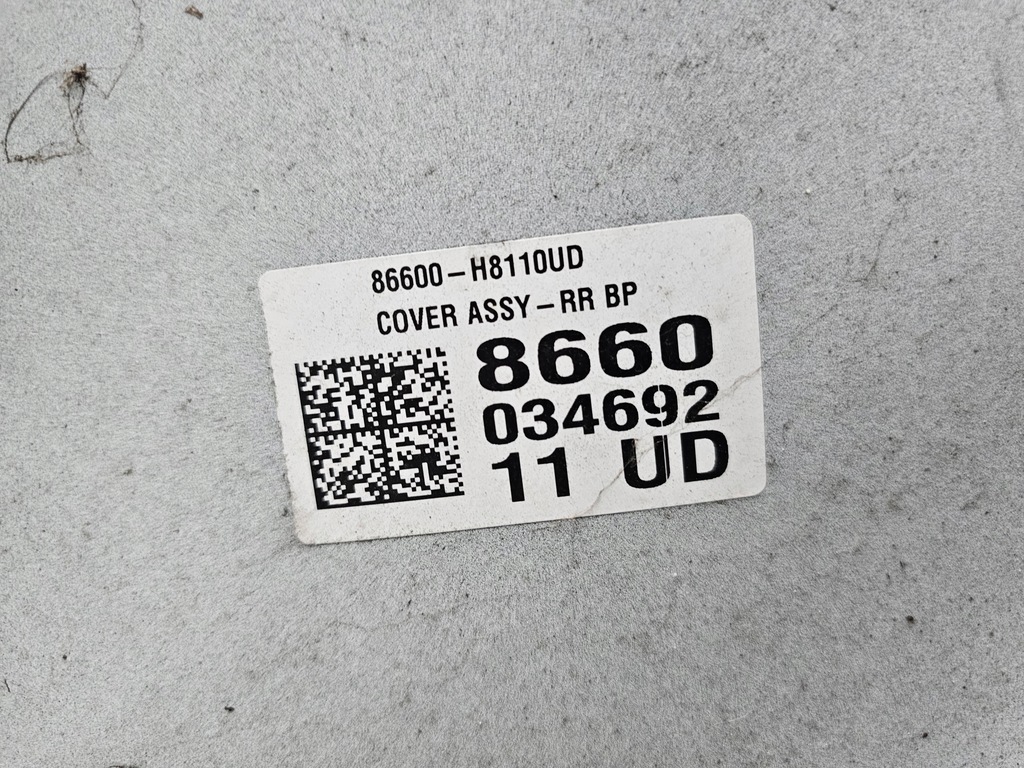 86600-H8110UD
COVER ASSY-RR BP
8660
034692
11 UD